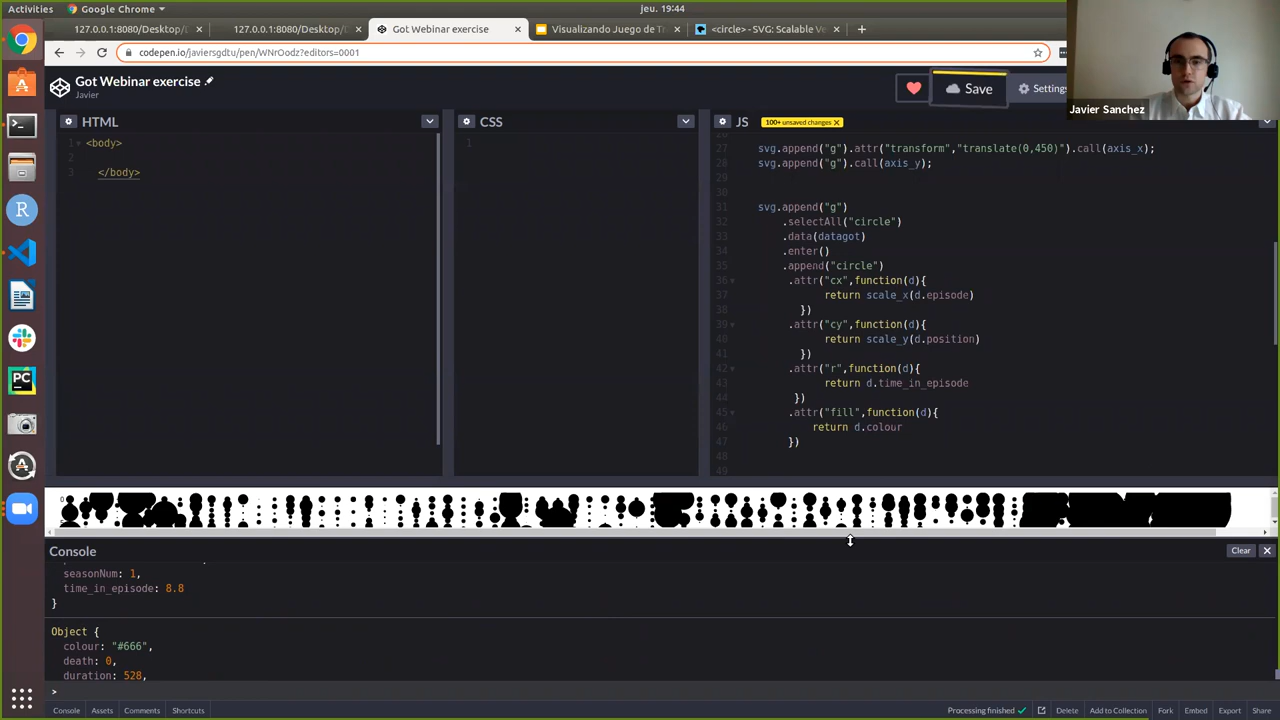 Activities
Google Chrome
jeu. 19:44
127.0.0.1:8080/Desktop/
127.0.0.1:8080/Desktop/
Got Webinar exercise
Visualizando Juego de Tr
<circle> - SVG: Scalable Ve
codepen.io/javiersgdtu/pen/WNrOodz?editors=0001
Got Webinar exercise
Javier
Save
Settings
Javier Sanchez
HTML
CSS
JS
100+ unsaved changes
1 <body>
2
3 </body>
1
27 svg.append("g").attr("transform","translate(0,450)").call(axis_x);
28 svg.append("g").call(axis_y);
29
30
31 svg.append("g")
32 .selectAll("circle")
33 .data(datagot)
34 .enter()
35 .append("circle")
36 .attr("cx",function(d){
37 return scale_x(d.episode)
38 })
39 .attr("cy",function(d){
40 return scale_y(d.position)
41 })
42 .attr("r",function(d){
43 return d.time_in_episode
44 })
45 .attr("fill",function(d){
46 return d.colour
47 })
48
49
0
Console
Clear
seasonNum: 1,
time_in_episode: 8.8
}
Object {
colour: "#666",
death: 0,
duration: 528,
>
Console
Assets
Comments
Shortcuts
Processing finished
Delete
Add to Collection
Fork
Embed
Export
Share